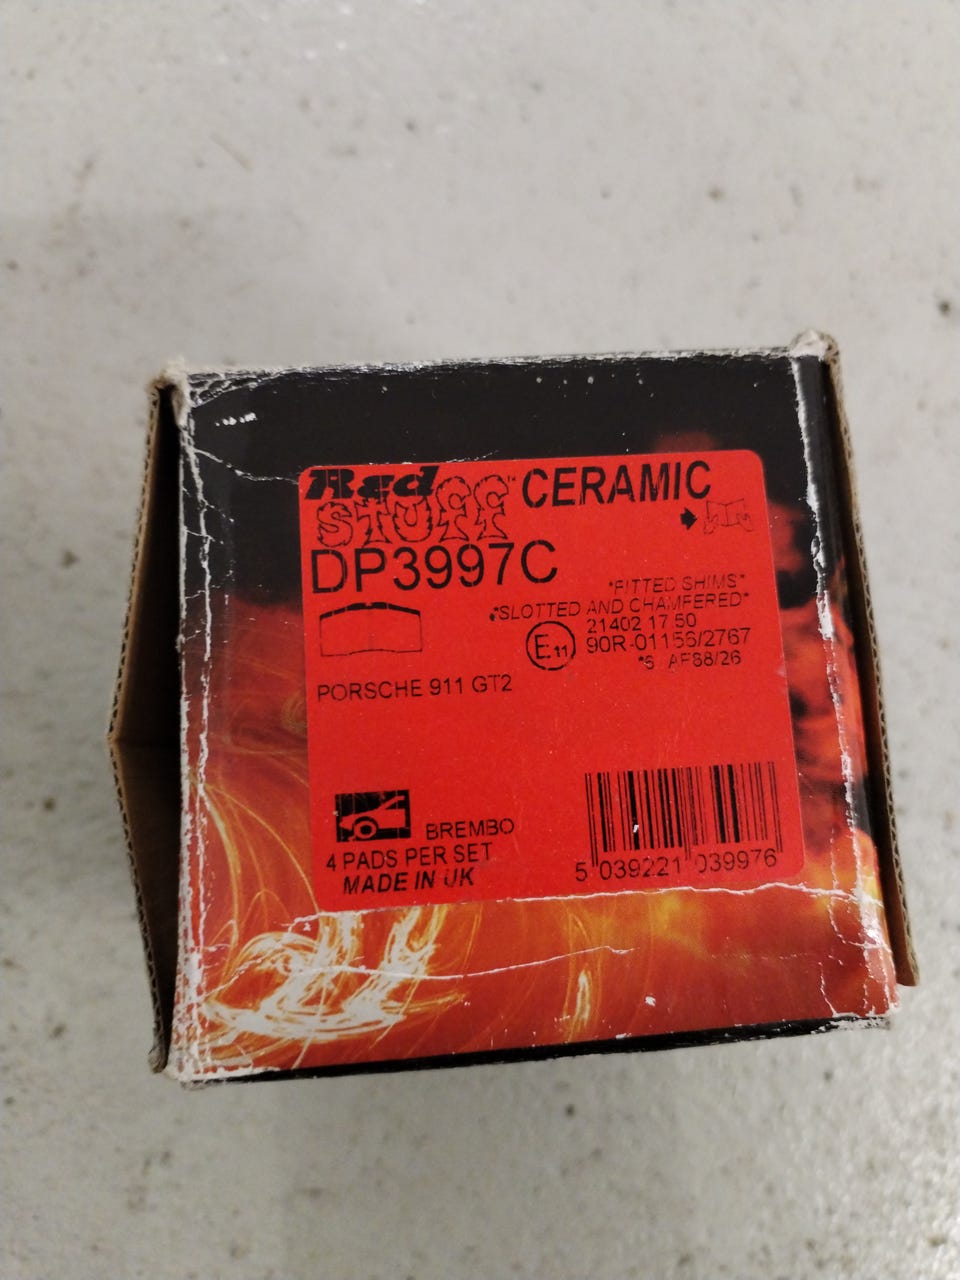 Red STUFF™ CERAMIC
DP3997C
*FITTED SHIMS*
*SLOTTED AND CHAMFERED*
21402 17.50
E11 90R-01156/2767
AF88/26
PORSCHE 911 GT2
BREMBO
4 PADS PER SET
MADE IN UK
5 039221 039976